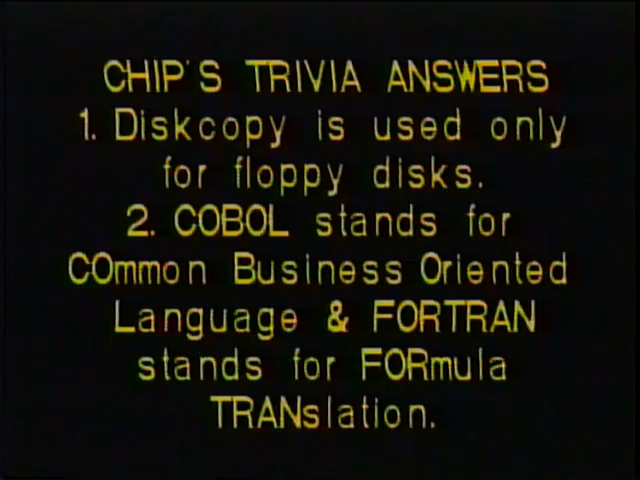 CHIP'S TRIVIA ANSWERS
1. Diskcopy is used only
for floppy disks.
2. COBOL stands for
COmmon Business Oriented
Language & FORTRAN
stands for FORmula
TRANslation.